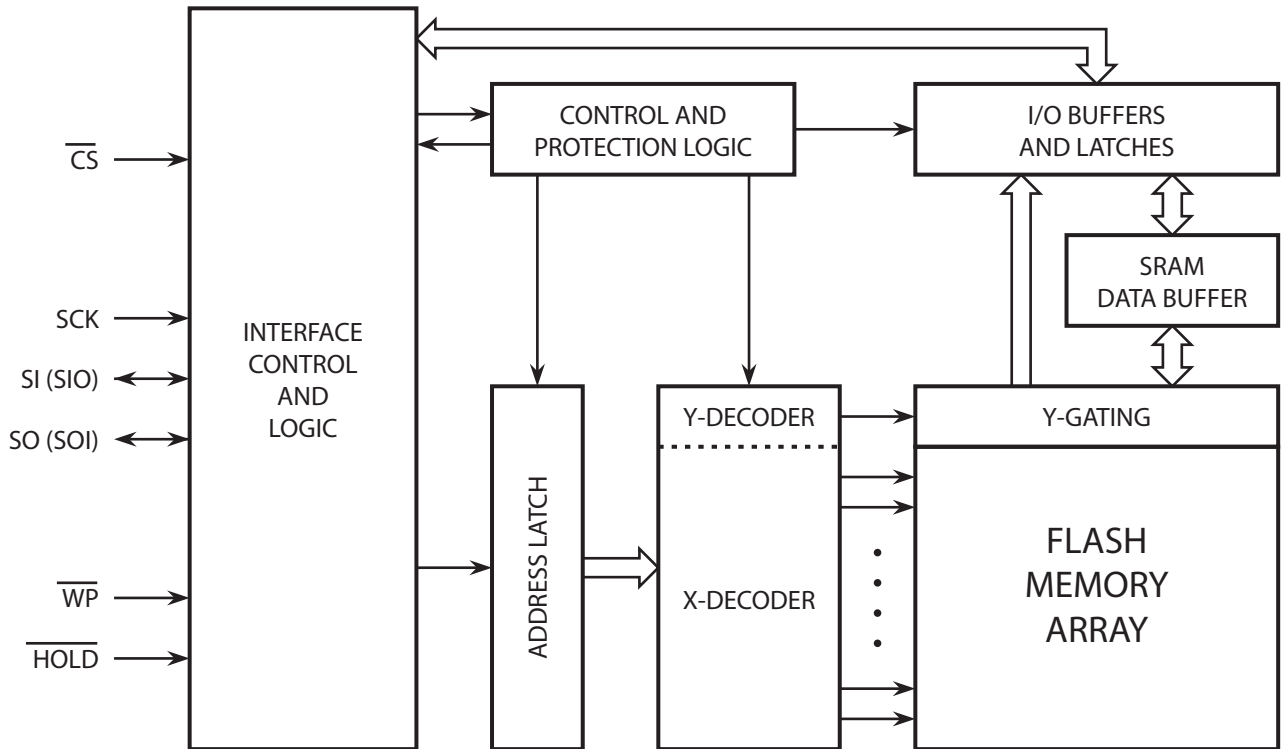 CS
SCK
SI (SIO)
SO (SOI)
WP
HOLD
INTERFACE
CONTROL
AND
LOGIC
CONTROL AND
PROTECTION LOGIC
I/O BUFFERS
AND LATCHES
SRAM
DATA BUFFER
ADDRESS LATCH
Y-DECODER
X-DECODER
Y-GATING
FLASH
MEMORY
ARRAY